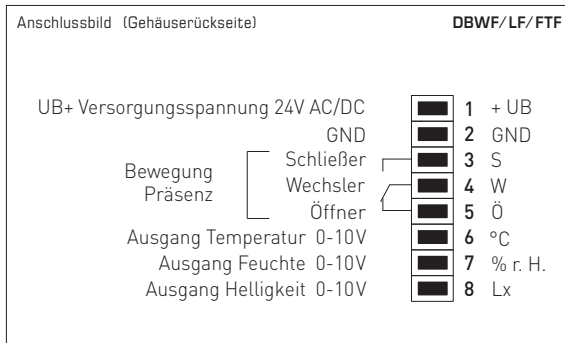 Anschlussbild (Gehäuserückseite) DBWF/LF/FTF
UB+ Versorgungsspannung 24V AC/DC 1 + UB
GND 2 GND
Bewegung
Präsenz
Schließer 3 S
Wechsler 4 W
Öffner 5 Ö
Ausgang Temperatur 0-10V 6 °C
Ausgang Feuchte 0-10V 7 % r. H.
Ausgang Helligkeit 0-10V 8 Lx